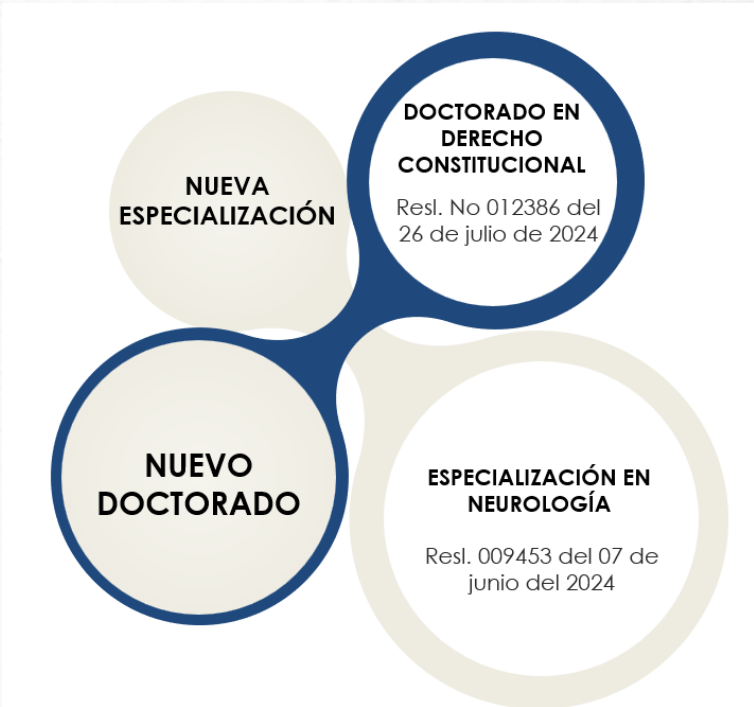 DOCTORADO EN
DERECHO
CONSTITUCIONAL
Resl. No 012386 del
26 de julio de 2024
NUEVA
ESPECIALIZACIÓN
NUEVO
DOCTORADO
ESPECIALIZACIÓN EN
NEUROLOGÍA
Resl. 009453 del 07 de
junio del 2024